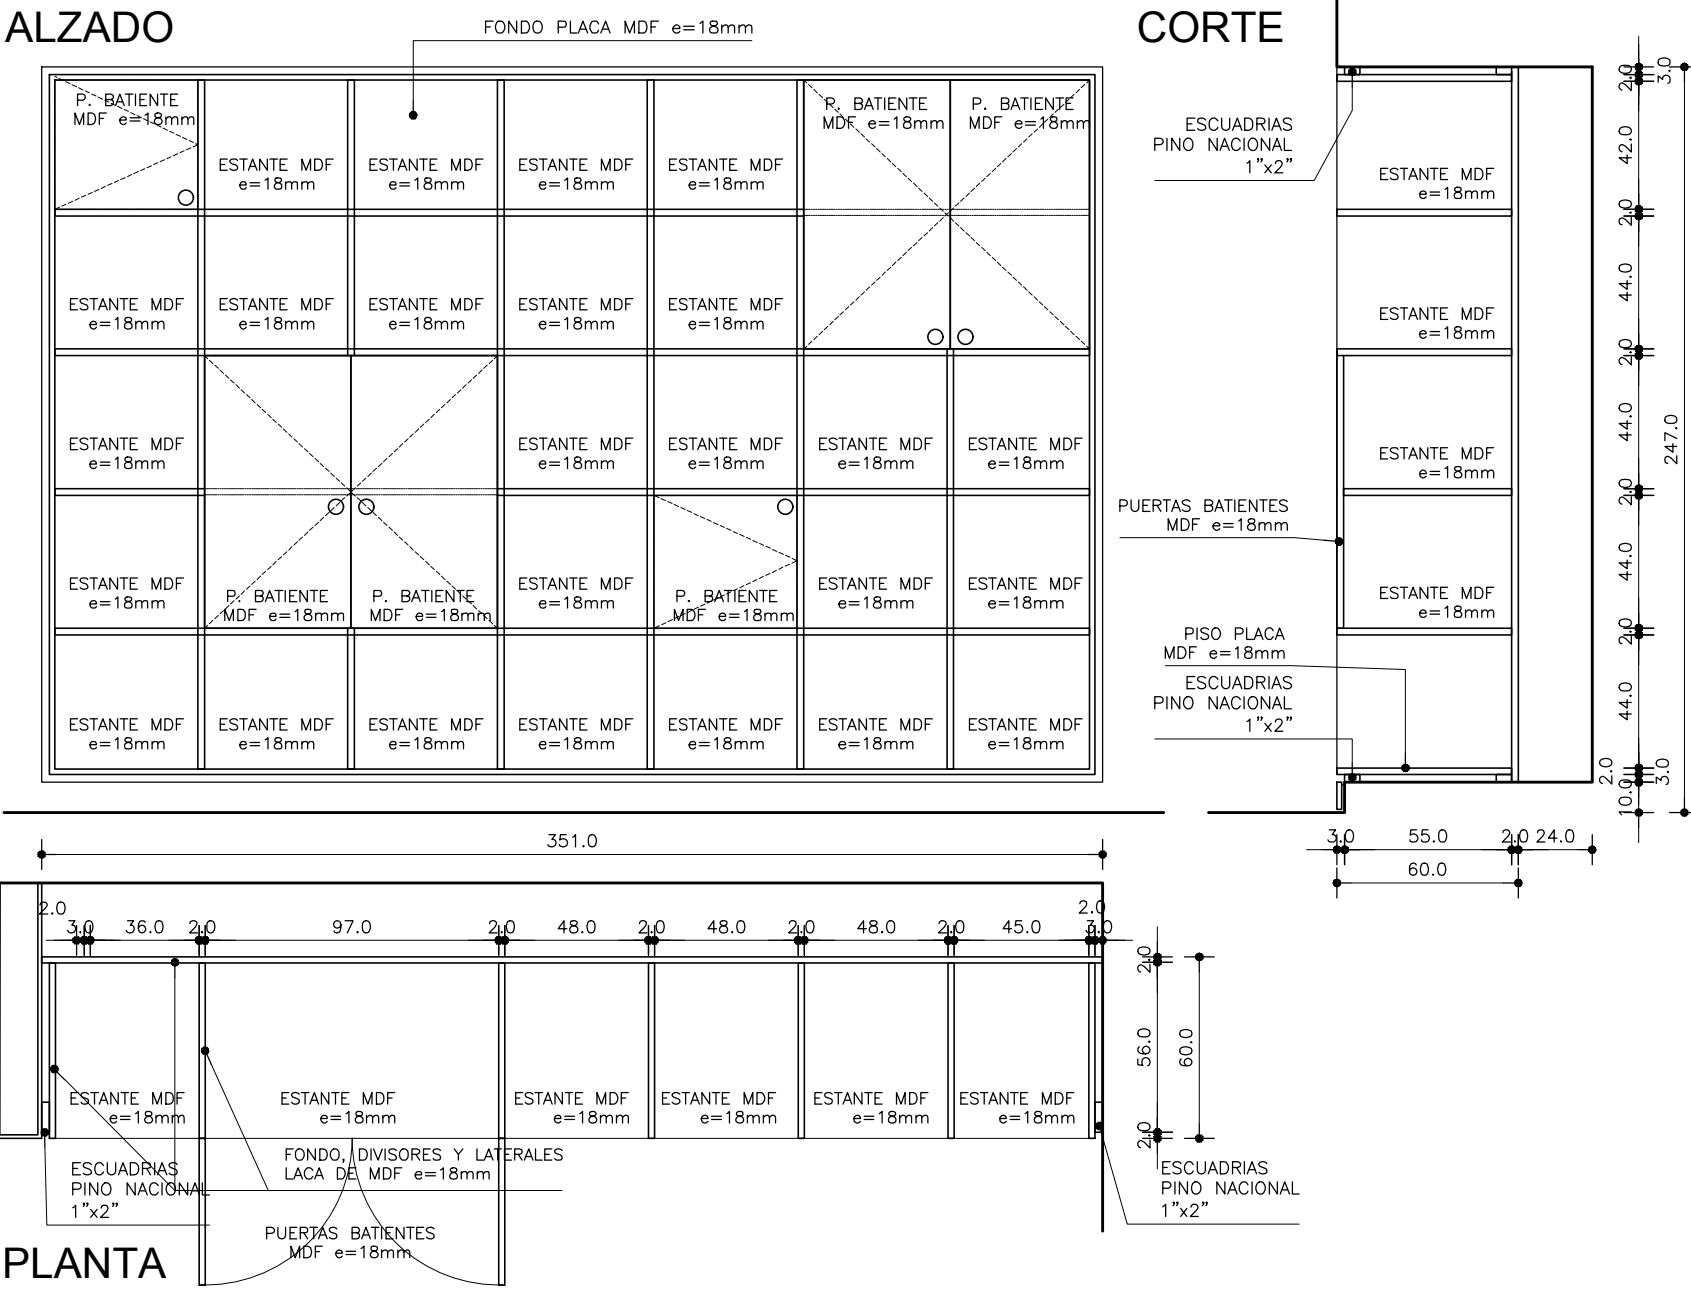 ALZADO
FONDO PLACA MDF e=18mm
P. BATIENTE
MDF e=18mm
P. BATIENTE
MDF e=18mm
P. BATIENTE
MDF e=18mm
ESTANTE MDF
e=18mm
ESTANTE MDF
e=18mm
ESTANTE MDF
e=18mm
ESTANTE MDF
e=18mm
ESTANTE MDF
e=18mm
ESTANTE MDF
e=18mm
ESTANTE MDF
e=18mm
ESTANTE MDF
e=18mm
ESTANTE MDF
e=18mm
ESTANTE MDF
e=18mm
ESTANTE MDF
e=18mm
ESTANTE MDF
e=18mm
ESTANTE MDF
e=18mm
ESTANTE MDF
e=18mm
ESTANTE MDF
e=18mm
P. BATIENTE
MDF e=18mm
P. BATIENTE
MDF e=18mm
ESTANTE MDF
e=18mm
P. BATIENTE
MDF e=18mm
ESTANTE MDF
e=18mm
ESTANTE MDF
e=18mm
ESTANTE MDF
e=18mm
ESTANTE MDF
e=18mm
ESTANTE MDF
e=18mm
ESTANTE MDF
e=18mm
ESTANTE MDF
e=18mm
ESTANTE MDF
e=18mm
ESTANTE MDF
e=18mm
CORTE
ESCUADRIAS
PINO NACIONAL
1”x2”
ESTANTE MDF
e=18mm
ESTANTE MDF
e=18mm
ESTANTE MDF
e=18mm
PUERTAS BATIENTES
MDF e=18mm
ESTANTE MDF
e=18mm
PISO PLACA
MDF e=18mm
ESCUADRIAS
PINO NACIONAL
1”x2”
2.0
3.0
42.0
2.0
44.0
2.0
44.0
2.0
44.0
2.0
44.0
2.0
3.0
10.0
247.0
3.0
55.0
2.0
24.0
60.0
351.0
2.0
3.0
36.0
2.0
97.0
2.0
48.0
2.0
48.0
2.0
48.0
2.0
45.0
2.0
3.0
2.0
56.0
2.0
60.0
ESTANTE MDF
e=18mm
ESTANTE MDF
e=18mm
ESTANTE MDF
e=18mm
ESTANTE MDF
e=18mm
ESTANTE MDF
e=18mm
ESTANTE MDF
e=18mm
ESCUADRIAS
PINO NACIONAL
1”x2”
FONDO, DIVISORES Y LATERALES
LACA DE MDF e=18mm
PUERTAS BATIENTES
MDF e=18mm
ESCUADRIAS
PINO NACIONAL
1”x2”
PLANTA